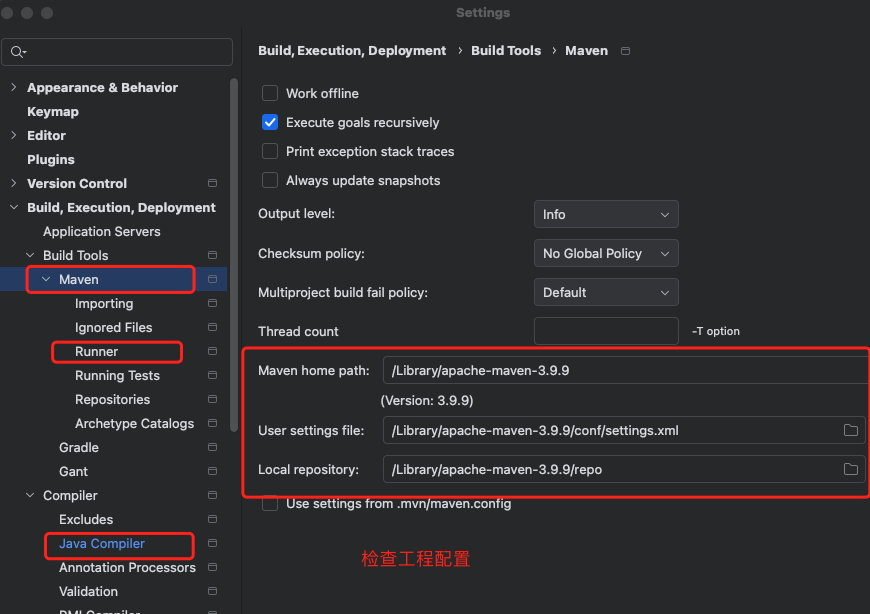 Settings
Build, Execution, Deployment › Build Tools › Maven
Appearance & Behavior
Keymap
Editor
Plugins
Version Control
Build, Execution, Deployment
Application Servers
Build Tools
Maven
Importing
Ignored Files
Runner
Running Tests
Repositories
Archetype Catalogs
Gradle
Gant
Compiler
Excludes
Java Compiler
Annotation Processors
Validation
RMI Compiler
Work offline
Execute goals recursively
Print exception stack traces
Always update snapshots
Output level: Info
Checksum policy: No Global Policy
Multiproject build fail policy: Default
Thread count -T option
Maven home path: /Library/apache-maven-3.9.9
(Version: 3.9.9)
User settings file: /Library/apache-maven-3.9.9/conf/settings.xml
Local repository: /Library/apache-maven-3.9.9/repo
Use settings from .mvn/maven.config
检查工程配置